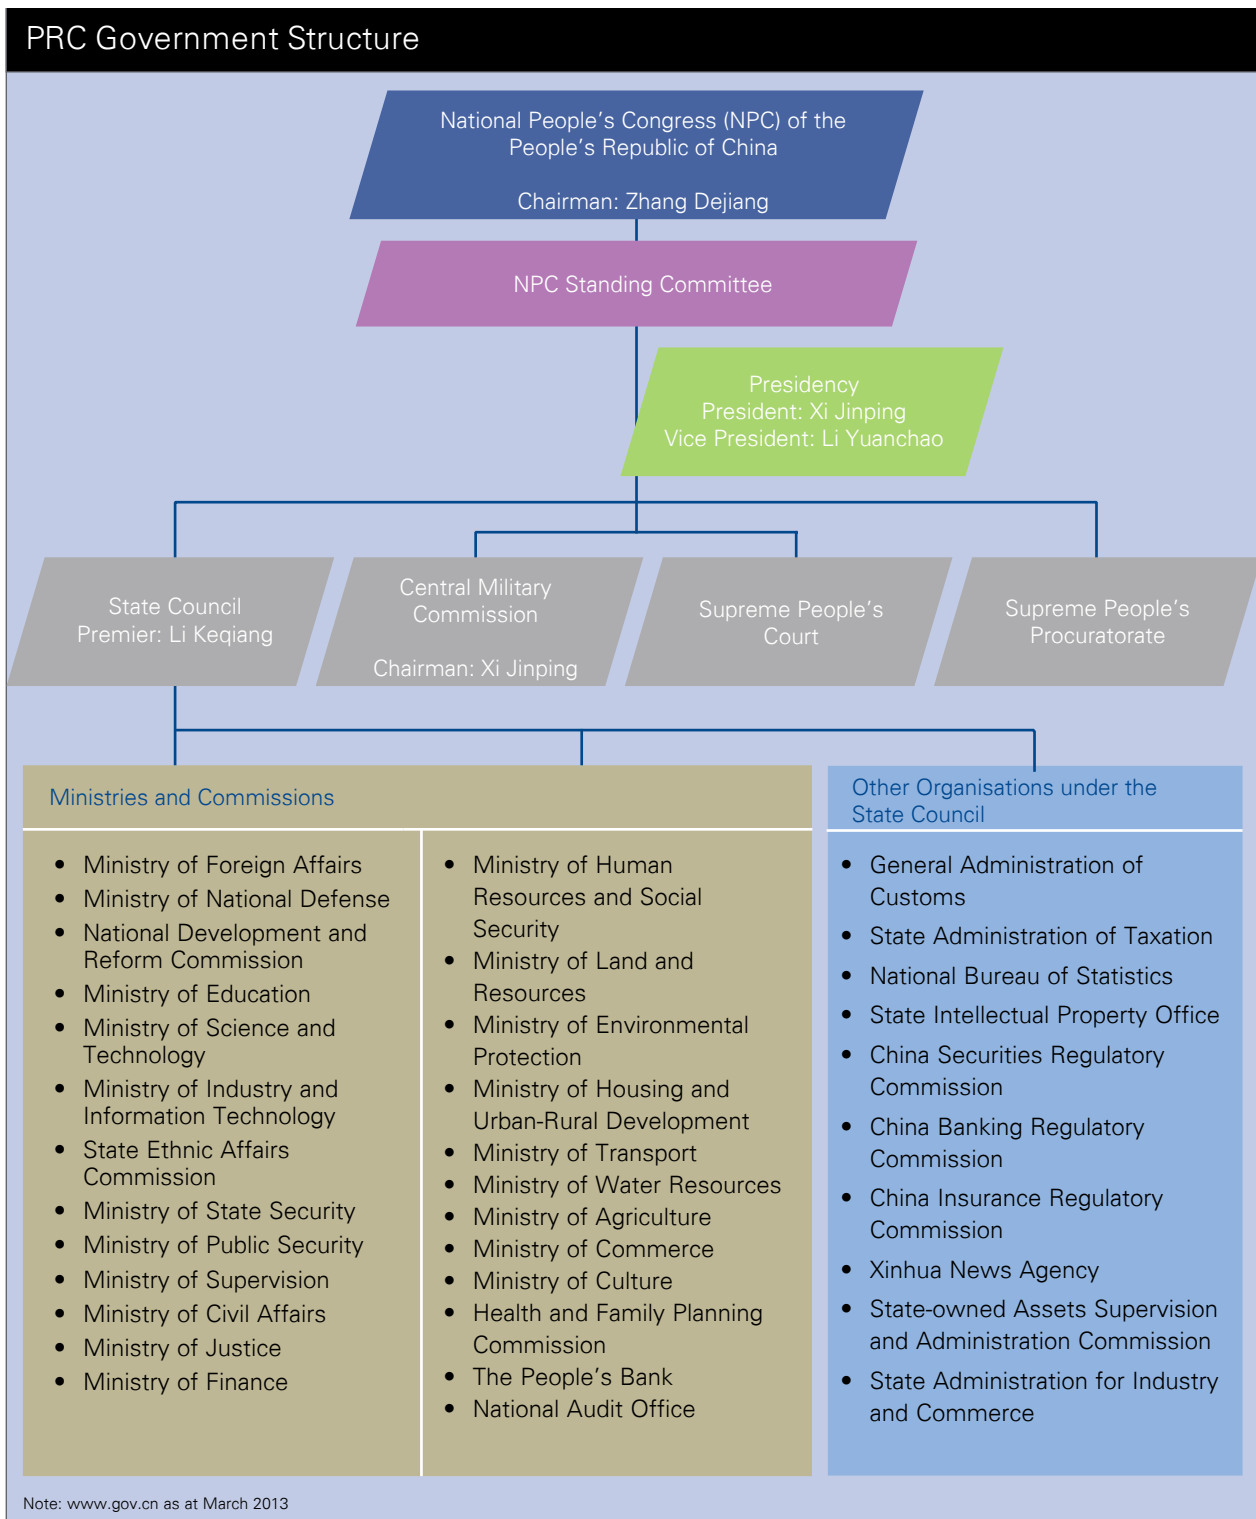 PRC Government Structure
National People’s Congress (NPC) of the
People’s Republic of China
Chairman: Zhang Dejiang
NPC Standing Committee
Presidency
President: Xi Jinping
Vice President: Li Yuanchao
State Council
Premier: Li Keqiang
Central Military
Commission
Chairman: Xi Jinping
Supreme People’s
Court
Supreme People’s
Procuratorate
Ministries and Commissions
• Ministry of Foreign Affairs
• Ministry of National Defense
• National Development and
Reform Commission
• Ministry of Education
• Ministry of Science and
Technology
• Ministry of Industry and
Information Technology
• State Ethnic Affairs
Commission
• Ministry of State Security
• Ministry of Public Security
• Ministry of Supervision
• Ministry of Civil Affairs
• Ministry of Justice
• Ministry of Finance
• Ministry of Human
Resources and Social
Security
• Ministry of Land and
Resources
• Ministry of Environmental
Protection
• Ministry of Housing and
Urban-Rural Development
• Ministry of Transport
• Ministry of Water Resources
• Ministry of Agriculture
• Ministry of Commerce
• Ministry of Culture
• Health and Family Planning
Commission
• The People’s Bank
• National Audit Office
Other Organisations under the
State Council
• General Administration of
Customs
• State Administration of Taxation
• National Bureau of Statistics
• State Intellectual Property Office
• China Securities Regulatory
Commission
• China Banking Regulatory
Commission
• China Insurance Regulatory
Commission
• Xinhua News Agency
• State-owned Assets Supervision
and Administration Commission
• State Administration for Industry
and Commerce
Note: www.gov.cn as at March 2013